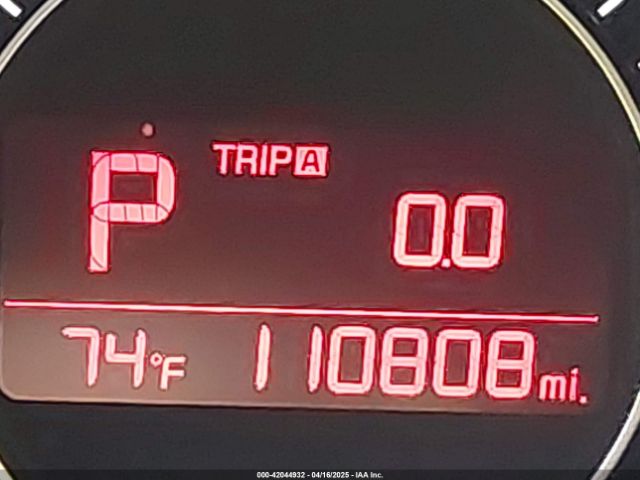 P TRIP A
0.0
74°F 110808 mi.
000-42044932 - 04/16/2025 - IAA Inc.